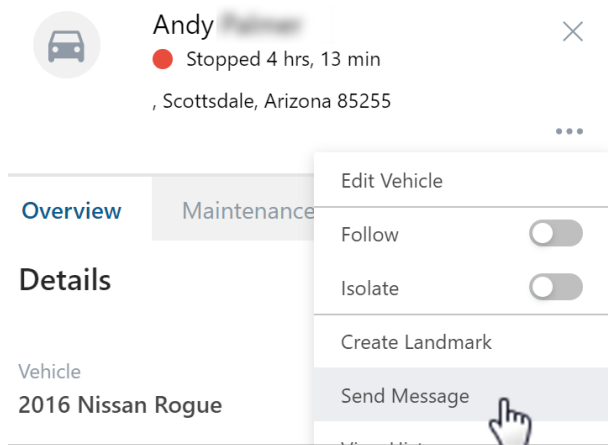 Andy
Stopped 4 hrs, 13 min
, Scottsdale, Arizona 85255
Edit Vehicle
Overview
Maintenance
Follow
Details
Isolate
Create Landmark
Vehicle
Send Message
2016 Nissan Rogue